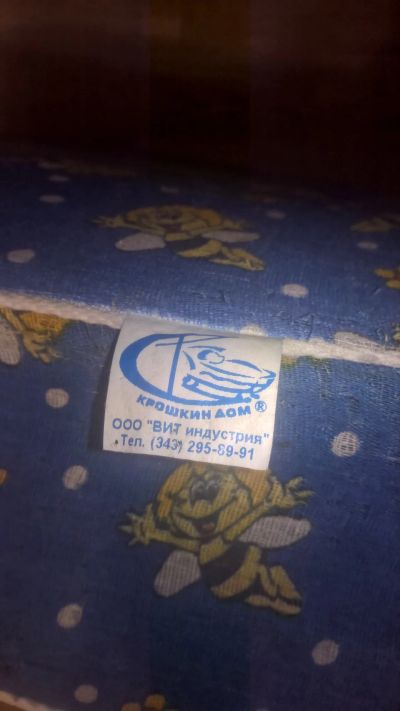 КРОШКИН ДОМ ®
ООО "ВИТ индустрия"
Тел. (343) 295-89-91